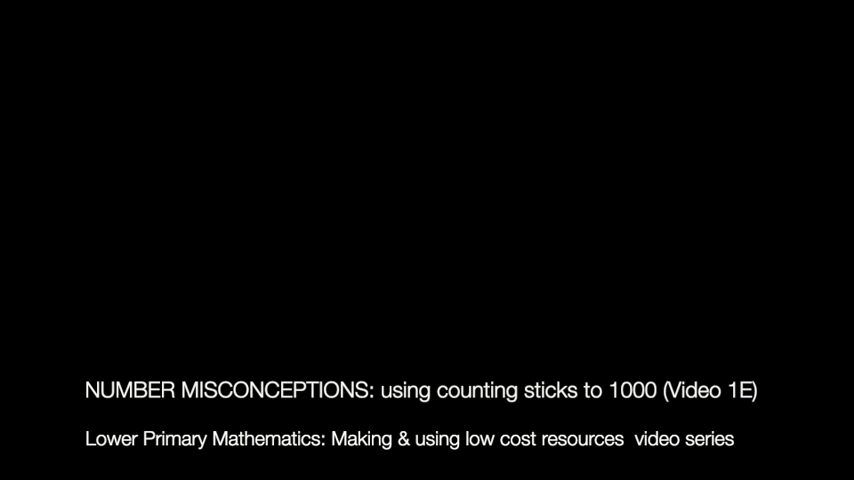 NUMBER MISCONCEPTIONS: using counting sticks to 1000 (Video 1E)
Lower Primary Mathematics: Making & using low cost resources  video series